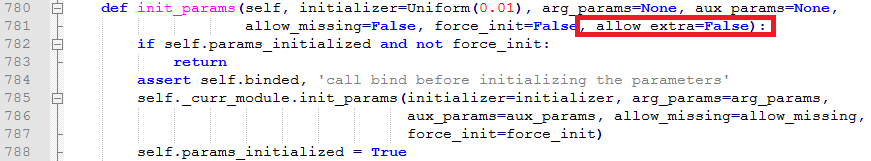 780 def init_params(self, initializer=Uniform(0.01), arg_params=None, aux_params=None,
781 allow_missing=False, force_init=False, allow_extra=False):
782 if self.params_initialized and not force_init:
783 return
784 assert self.binded, 'call bind before initializing the parameters'
785 self._curr_module.init_params(initializer=initializer, arg_params=arg_params,
786 aux_params=aux_params, allow_missing=allow_missing,
787 force_init=force_init)
788 self.params_initialized = True